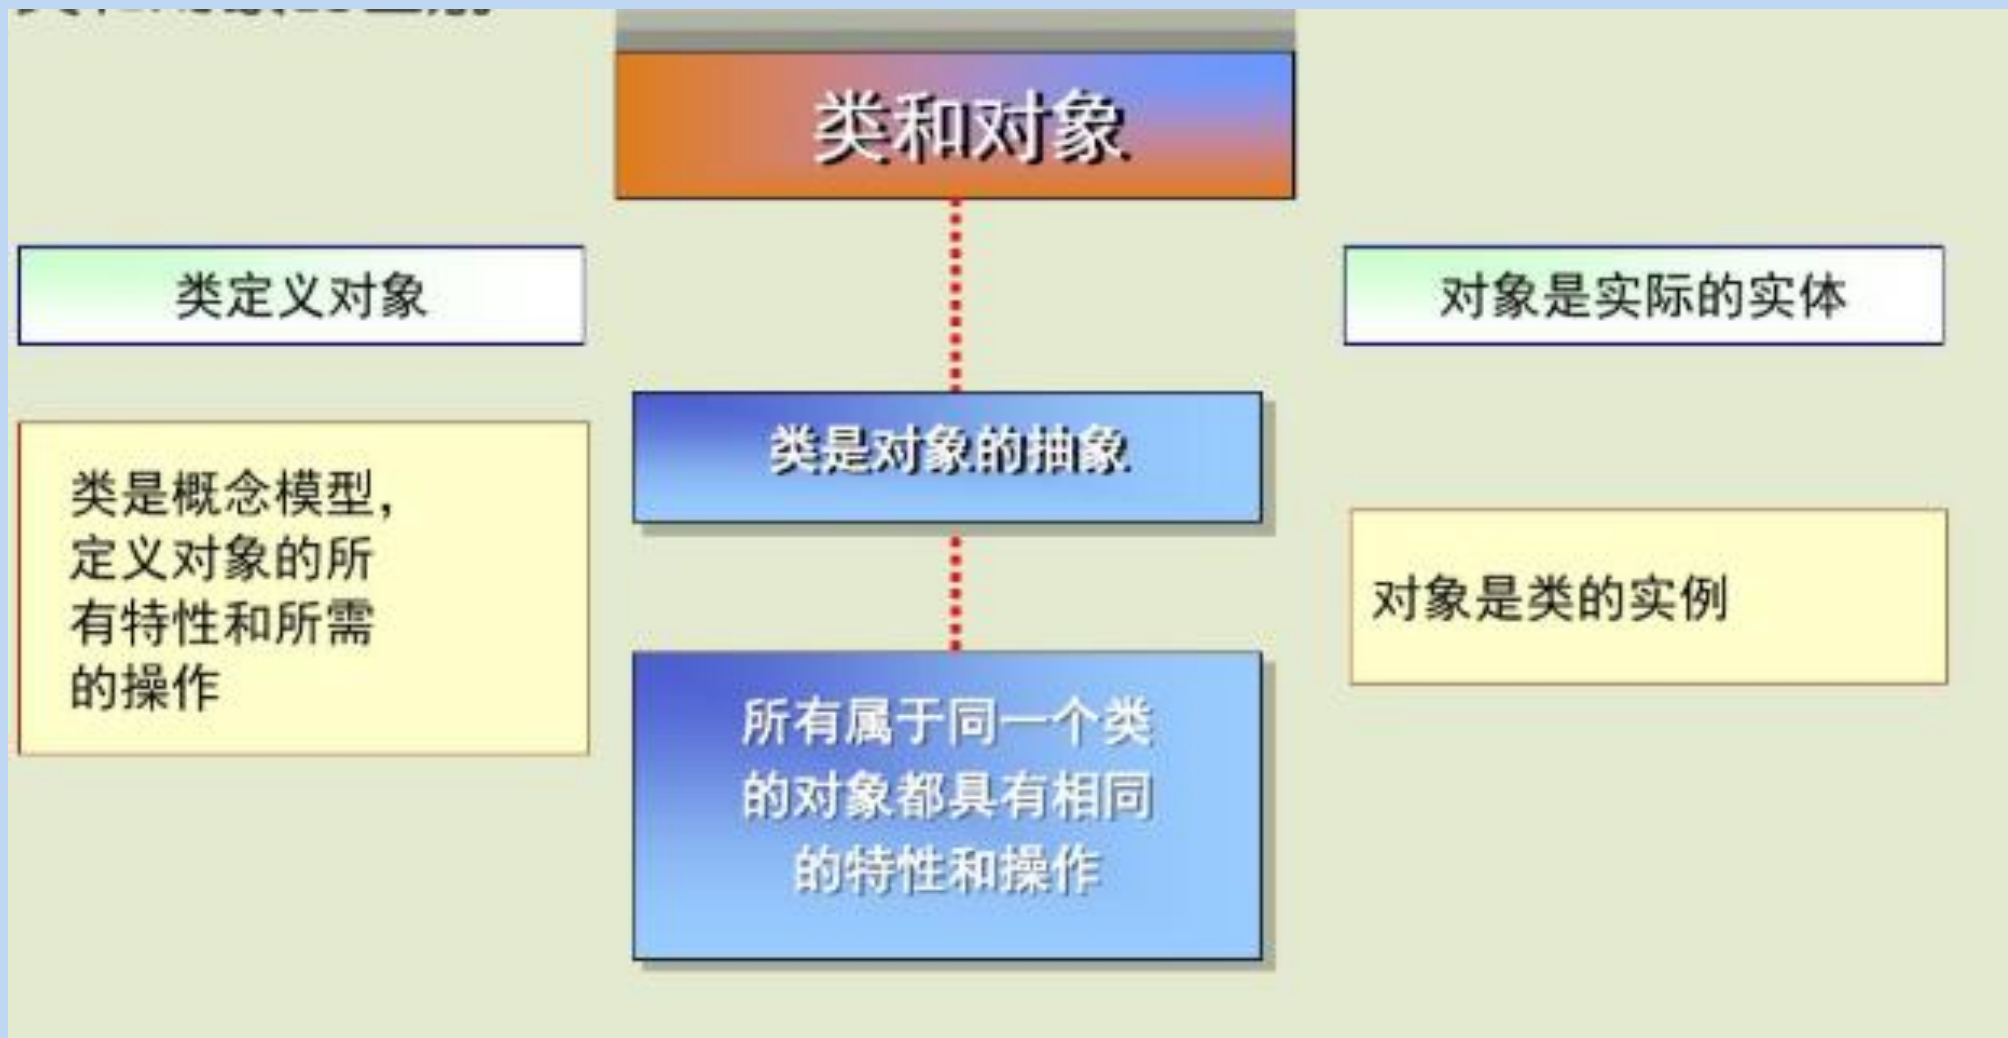 类和对象
类定义对象
对象是实际的实体
类是对象的抽象
类是概念模型，
定义对象的所
有特性和所需
的操作
对象是类的实例
所有属于同一个类
的对象都具有相同
的特性和操作